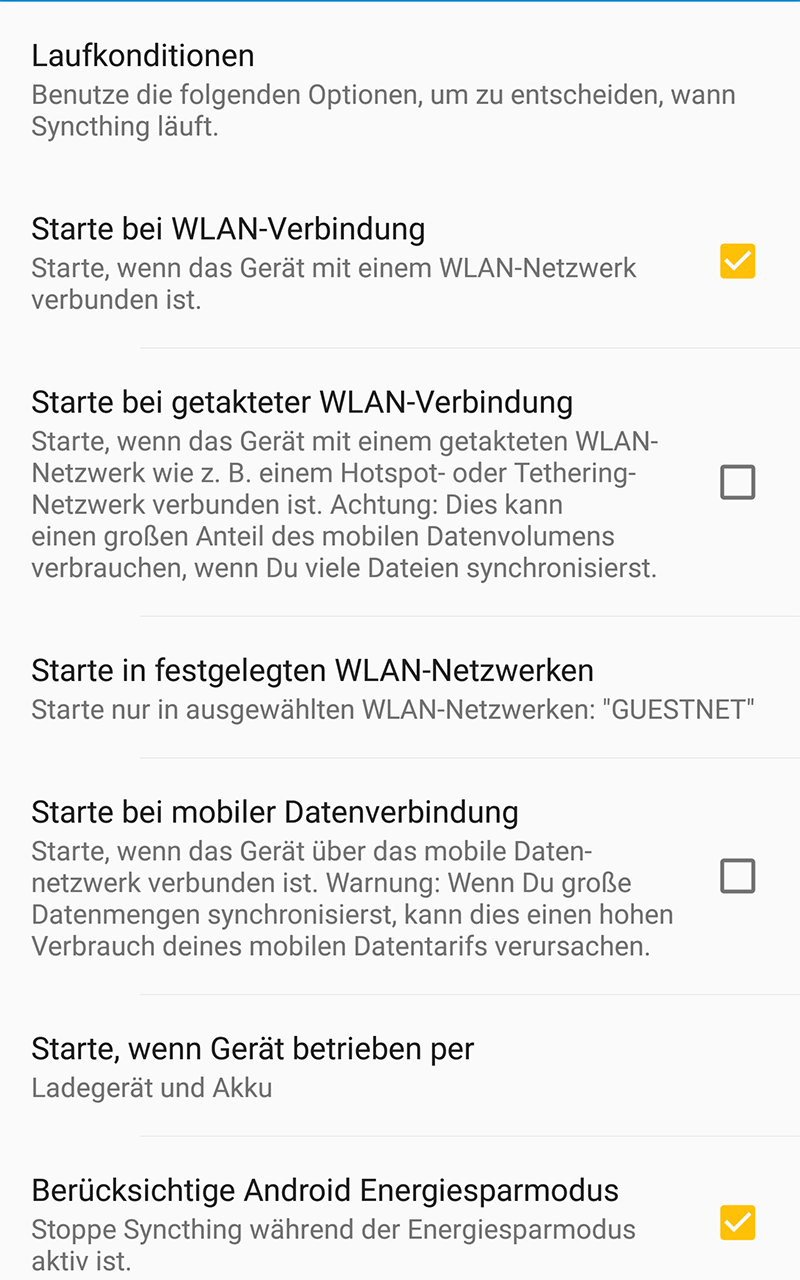 Laufkonditionen
Benutze die folgenden Optionen, um zu entscheiden, wann
Syncthing läuft.
Starte bei WLAN-Verbindung
Starte, wenn das Gerät mit einem WLAN-Netzwerk
verbunden ist.
Starte bei getakteter WLAN-Verbindung
Starte, wenn das Gerät mit einem getakteten WLAN-
Netzwerk wie z. B. einem Hotspot- oder Tethering-
Netzwerk verbunden ist. Achtung: Dies kann
einen großen Anteil des mobilen Datenvolumens
verbrauchen, wenn Du viele Dateien synchronisierst.
Starte in festgelegten WLAN-Netzwerken
Starte nur in ausgewählten WLAN-Netzwerken: "GUESTNET"
Starte bei mobiler Datenverbindung
Starte, wenn das Gerät über das mobile Daten-
netzwerk verbunden ist. Warnung: Wenn Du große
Datenmengen synchronisierst, kann dies einen hohen
Verbrauch deines mobilen Datentarifs verursachen.
Starte, wenn Gerät betrieben per
Ladegerät und Akku
Berücksichtige Android Energiesparmodus
Stoppe Syncthing während der Energiesparmodus
aktiv ist.